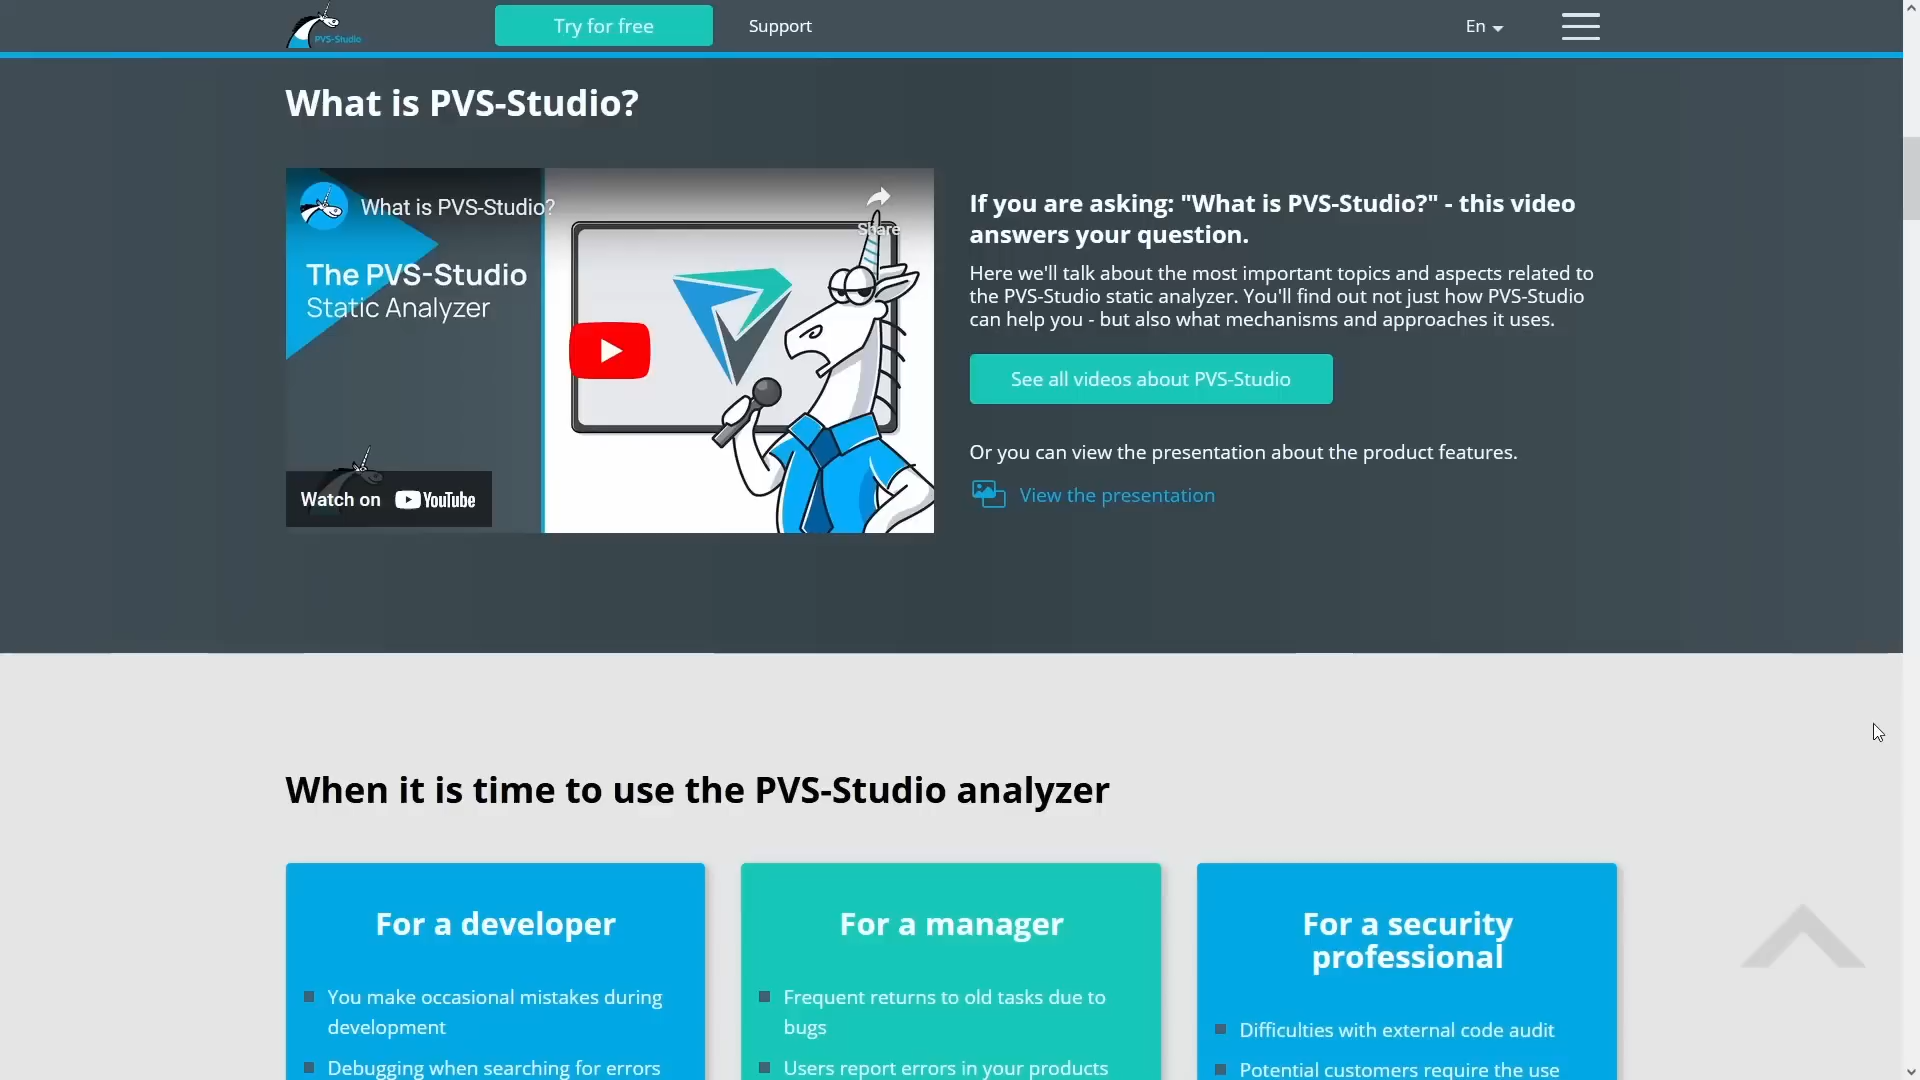 PVS-Studio
Try for free
Support
En
What is PVS-Studio?
What is PVS-Studio?
Share
The PVS-Studio
Static Analyzer
Watch on YouTube
If you are asking: "What is PVS-Studio?" - this video
answers your question.
Here we'll talk about the most important topics and aspects related to
the PVS-Studio static analyzer. You'll find out not just how PVS-Studio
can help you - but also what mechanisms and approaches it uses.
See all videos about PVS-Studio
Or you can view the presentation about the product features.
View the presentation
When it is time to use the PVS-Studio analyzer
For a developer
You make occasional mistakes during
development
Debugging when searching for errors
For a manager
Frequent returns to old tasks due to
bugs
Users report errors in your products
For a security
professional
Difficulties with external code audit
Potential customers require the use